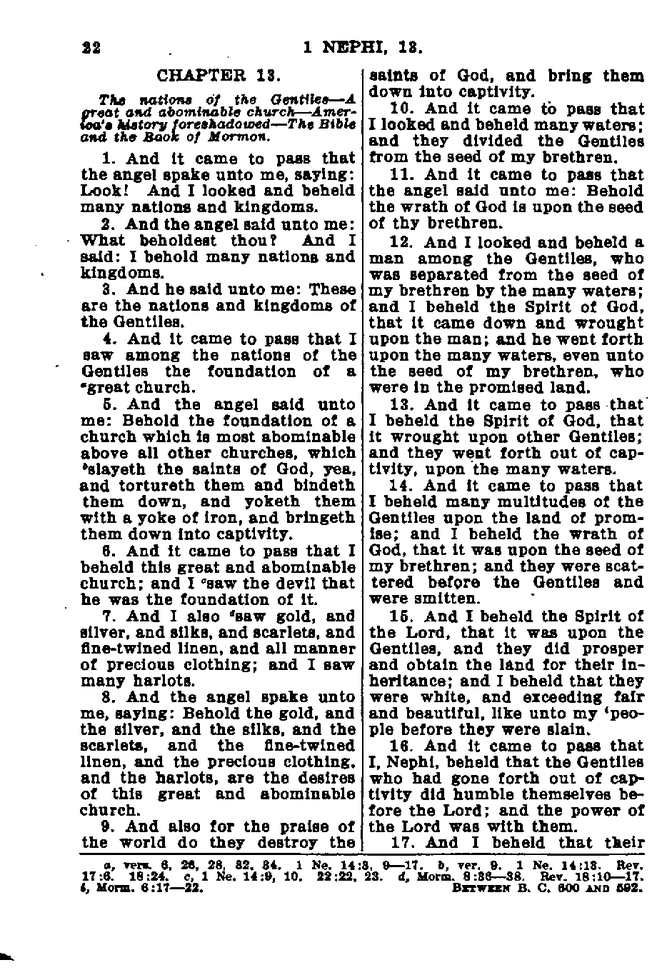 22 1 NEPHI, 13.
CHAPTER 13.
The nations of the Gentiles—A
great and abominable church—Amer-
ica's history foreshadowed—The Bible
and the Book of Mormon.
1. And it came to pass that
the angel spake unto me, saying:
Look! And I looked and beheld
many nations and kingdoms.
2. And the angel said unto me:
What beholdest thou? And I
said: I behold many nations and
kingdoms.
3. And he said unto me: These
are the nations and kingdoms of
the Gentiles.
4. And it came to pass that I
saw among the nations of the
Gentiles the foundation of a
ᵃgreat church.
5. And the angel said unto
me: Behold the foundation of a
church which is most abominable
above all other churches, which
ᵇslayeth the saints of God, yea,
and tortureth them and bindeth
them down, and yoketh them
with a yoke of iron, and bringeth
them down into captivity.
6. And it came to pass that I
beheld this great and abominable
church; and I ᶜsaw the devil that
he was the foundation of it.
7. And I also ᵈsaw gold, and
silver, and silks, and scarlets, and
fine-twined linen, and all manner
of precious clothing; and I saw
many harlots.
8. And the angel spake unto
me, saying: Behold the gold, and
the silver, and the silks, and the
scarlets, and the fine-twined
linen, and the precious clothing,
and the harlots, are the desires
of this great and abominable
church.
9. And also for the praise of
the world do they destroy the
saints of God, and bring them
down into captivity.
10. And it came to pass that
I looked and beheld many waters;
and they divided the Gentiles
from the seed of my brethren.
11. And it came to pass that
the angel said unto me: Behold
the wrath of God is upon the seed
of thy brethren.
12. And I looked and beheld a
man among the Gentiles, who
was separated from the seed of
my brethren by the many waters;
and I beheld the Spirit of God,
that it came down and wrought
upon the man; and he went forth
upon the many waters, even unto
the seed of my brethren, who
were in the promised land.
13. And it came to pass that
I beheld the Spirit of God, that
it wrought upon other Gentiles;
and they went forth out of cap-
tivity, upon the many waters.
14. And it came to pass that
I beheld many multitudes of the
Gentiles upon the land of prom-
ise; and I beheld the wrath of
God, that it was upon the seed of
my brethren; and they were scat-
tered before the Gentiles and
were smitten.
15. And I beheld the Spirit of
the Lord, that it was upon the
Gentiles, and they did prosper
and obtain the land for their in-
heritance; and I beheld that they
were white, and exceeding fair
and beautiful, like unto my ᵉpeo-
ple before they were slain.
16. And it came to pass that
I, Nephi, beheld that the Gentiles
who had gone forth out of cap-
tivity did humble themselves be-
fore the Lord; and the power of
the Lord was with them.
17. And I beheld that their
a, vers. 6, 26, 28, 32, 34. 1 Ne. 14:3, 9—17. b, ver. 9. 1 Ne. 14:13. Rev.
17:6. 18:24. c, 1 Ne. 14:9, 10. 22:22, 23. d, Morm. 8:36—38. Rev. 18:10—17.
e, Morm. 6:17—22. BETWEEN B. C. 600 AND 592.